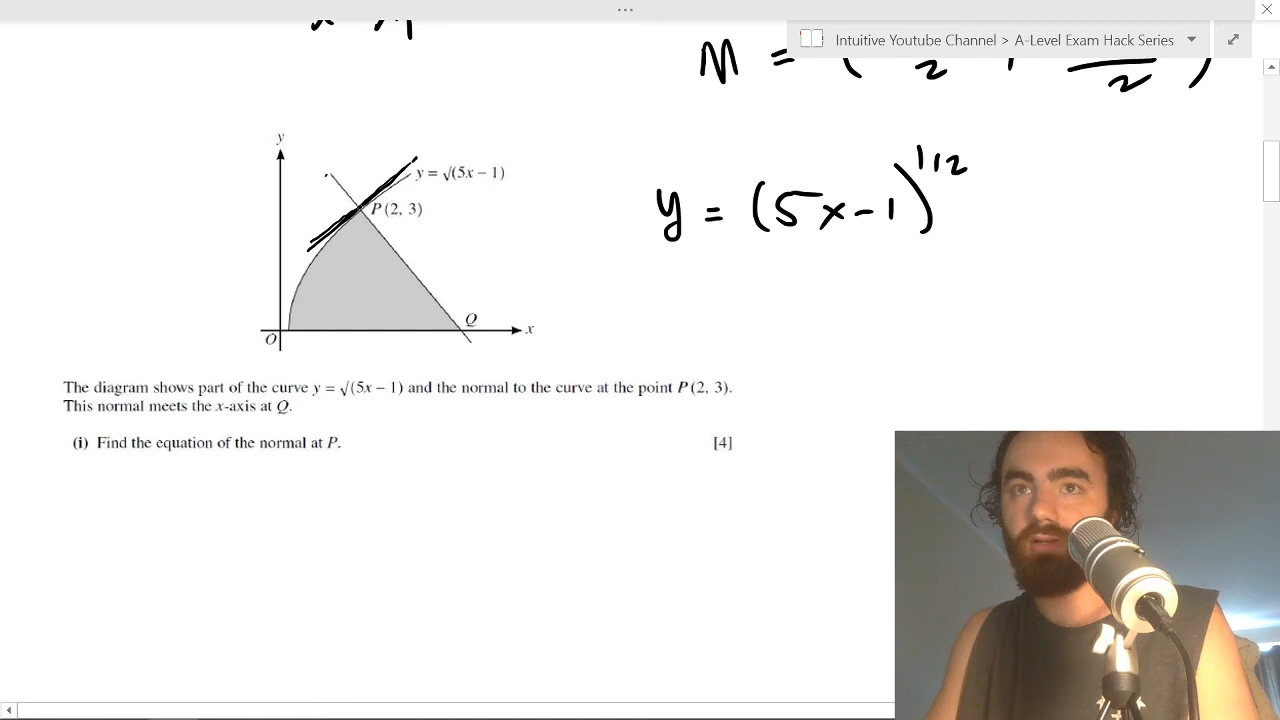 Intuitive Youtube Channel > A-Level Exam Hack Series
M = ( 2 , 2 )
y
y = √(5x − 1)
P (2, 3)
Q
O
x
y = (5x-1)^1/2
The diagram shows part of the curve y = √(5x − 1) and the normal to the curve at the point P (2, 3).
This normal meets the x-axis at Q.
(i) Find the equation of the normal at P. [4]